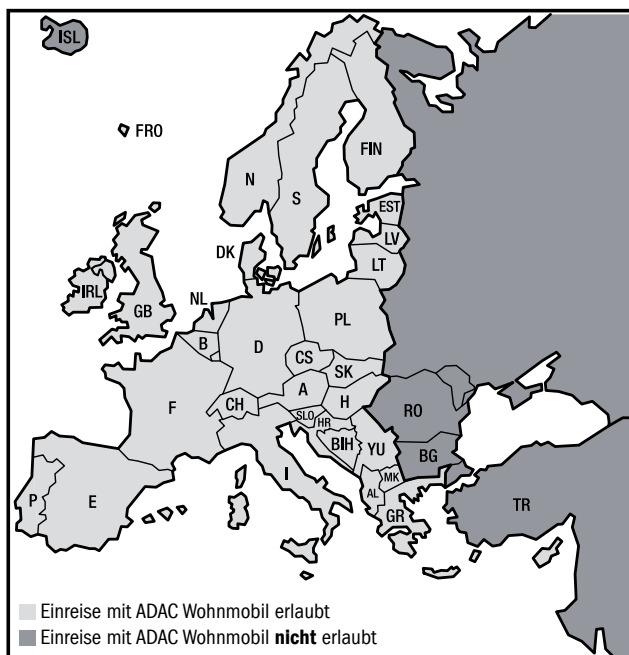 ISL
FRO
N
S
FIN
EST
LV
LT
DK
IRL
GB
NL
B
D
PL
CS
SK
F
CH
A
H
SLO
HR
BIH
YU
RO
BG
I
AL
MK
GR
TR
P
E
Einreise mit ADAC Wohnmobil erlaubt
Einreise mit ADAC Wohnmobil nicht erlaubt